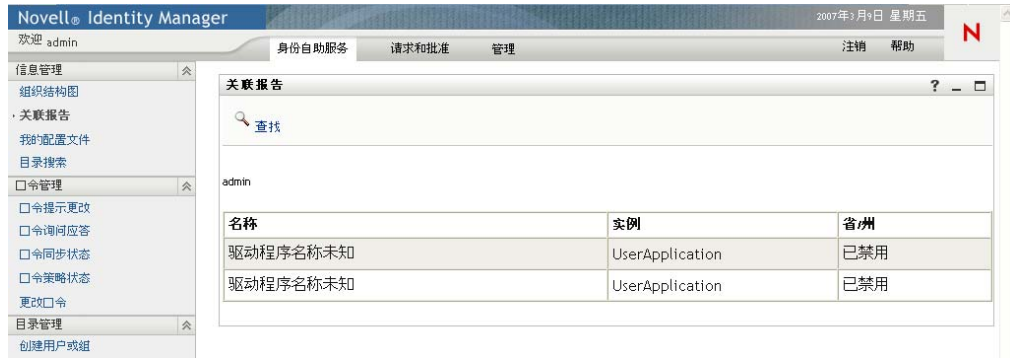 Novell® Identity Manager
2007年3月9日 星期五
欢迎 admin
身份自助服务 请求和批准 管理
注销 帮助
N
信息管理
组织结构图
关联报告
我的配置文件
目录搜索
口令管理
口令提示更改
口令询问应答
口令同步状态
口令策略状态
更改口令
目录管理
创建用户或组
关联报告 ?
查找
admin
名称 实例 省/州
驱动程序名称未知 UserApplication 已禁用
驱动程序名称未知 UserApplication 已禁用